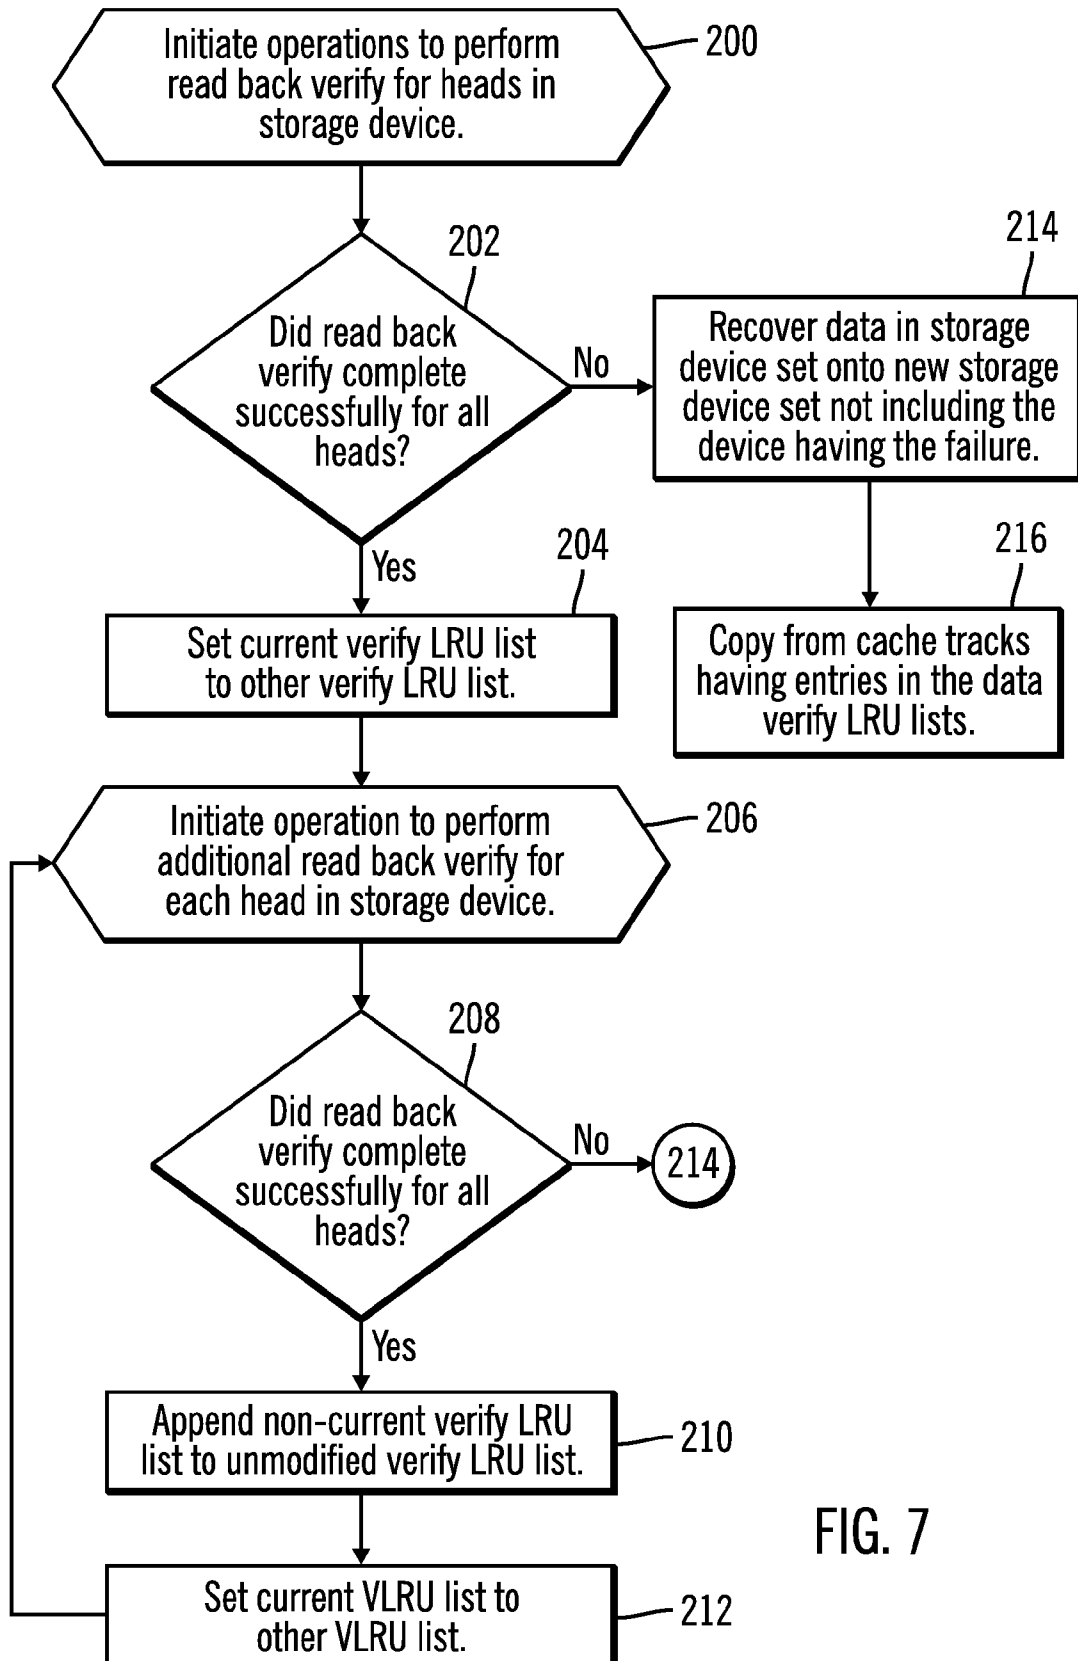 Initiate operations to perform
read back verify for heads in
storage device.
200
202
Did read back
verify complete
successfully for all
heads?
No
214
Recover data in storage
device set onto new storage
device set not including the
device having the failure.
Yes
204
Set current verify LRU list
to other verify LRU list.
216
Copy from cache tracks
having entries in the data
verify LRU lists.
Initiate operation to perform
additional read back verify for
each head in storage device.
206
208
Did read back
verify complete
successfully for all
heads?
No
214
Yes
Append non-current verify LRU
list to unmodified verify LRU list.
210
Set current VLRU list to
other VLRU list.
212
FIG. 7